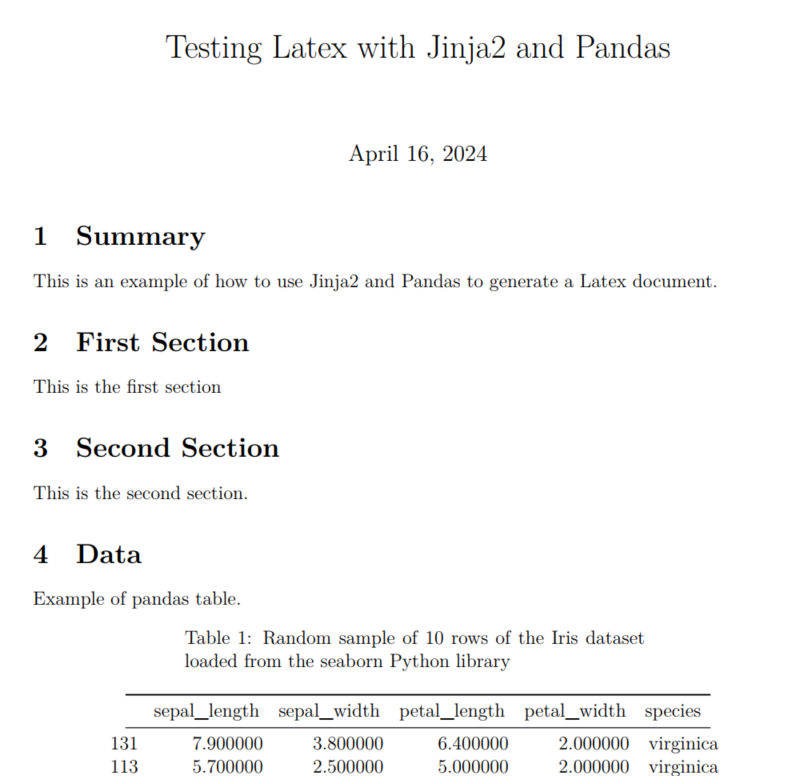 Testing Latex with Jinja2 and Pandas
April 16, 2024
1 Summary
This is an example of how to use Jinja2 and Pandas to generate a Latex document.
2 First Section
This is the first section
3 Second Section
This is the second section.
4 Data
Example of pandas table.
Table 1: Random sample of 10 rows of the Iris dataset
loaded from the seaborn Python library
sepal_length sepal_width petal_length petal_width species
131 7.900000 3.800000 6.400000 2.000000 virginica
113 5.700000 2.500000 5.000000 2.000000 virginica